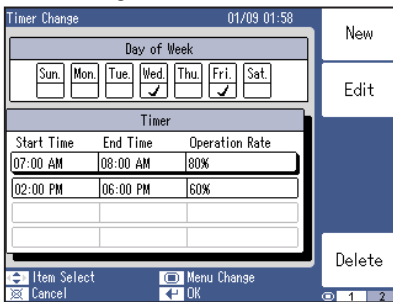 Timer Change 01/09 01:58
New
Day of Week
Sun. Mon. Tue. Wed. Thu. Fri. Sat.
Edit
Timer
Start Time End Time Operation Rate
07:00 AM 08:00 AM 80%
02:00 PM 06:00 PM 60%
Delete
Item Select Menu Change
Cancel OK
1 2